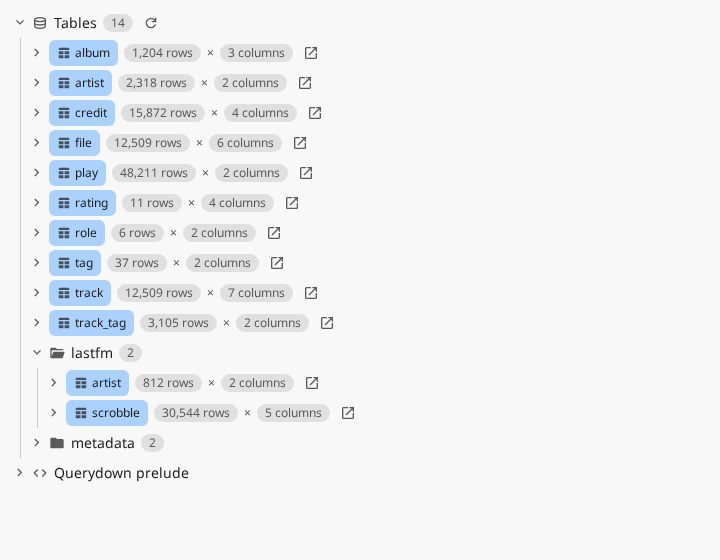 Tables 14
album 1,204 rows × 3 columns
artist 2,318 rows × 2 columns
credit 15,872 rows × 4 columns
file 12,509 rows × 6 columns
play 48,211 rows × 2 columns
rating 11 rows × 4 columns
role 6 rows × 2 columns
tag 37 rows × 2 columns
track 12,509 rows × 7 columns
track_tag 3,105 rows × 2 columns
lastfm 2
artist 812 rows × 2 columns
scrobble 30,544 rows × 5 columns
metadata 2
Querydown prelude